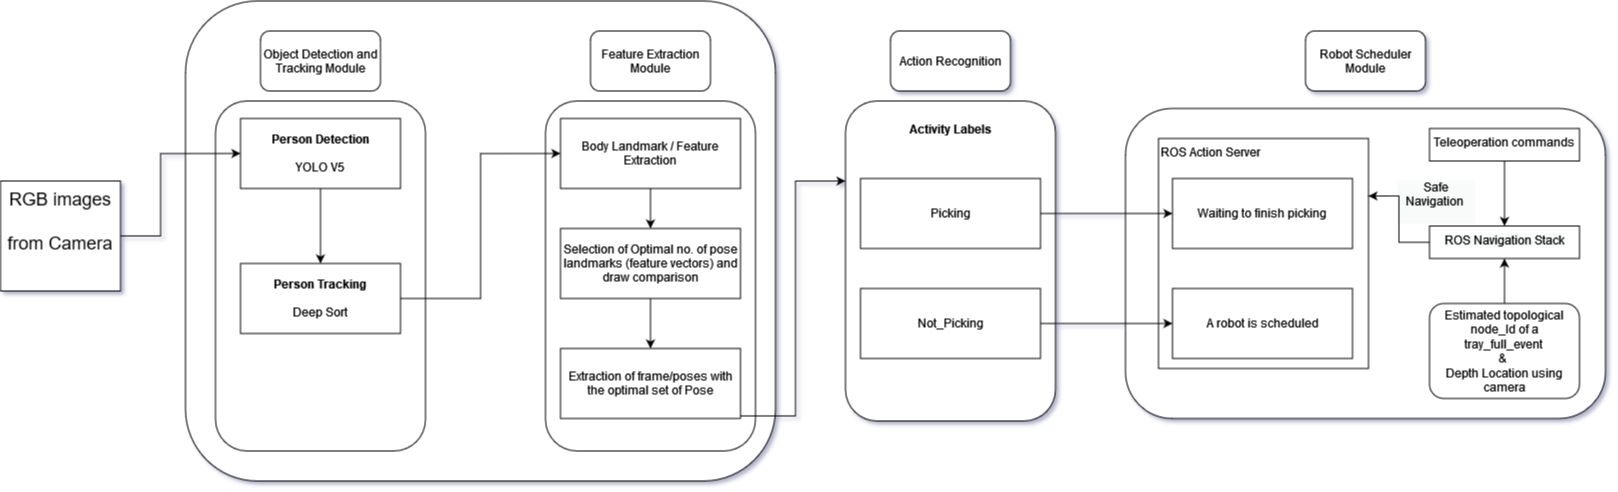 RGB images
from Camera
Object Detection and
Tracking Module
Person Detection
YOLO V5
Person Tracking
Deep Sort
Feature Extraction
Module
Body Landmark / Feature
Extraction
Selection of Optimal no. of pose
landmarks (feature vectors) and
draw comparison
Extraction of frame/poses with
the optimal set of Pose
Action Recognition
Activity Labels
Picking
Not_Picking
Robot Scheduler
Module
ROS Action Server
Waiting to finish picking
A robot is scheduled
Safe
Navigation
Teleoperation commands
ROS Navigation Stack
Estimated topological
node_Id of a
tray_full_event
&
Depth Location using
camera